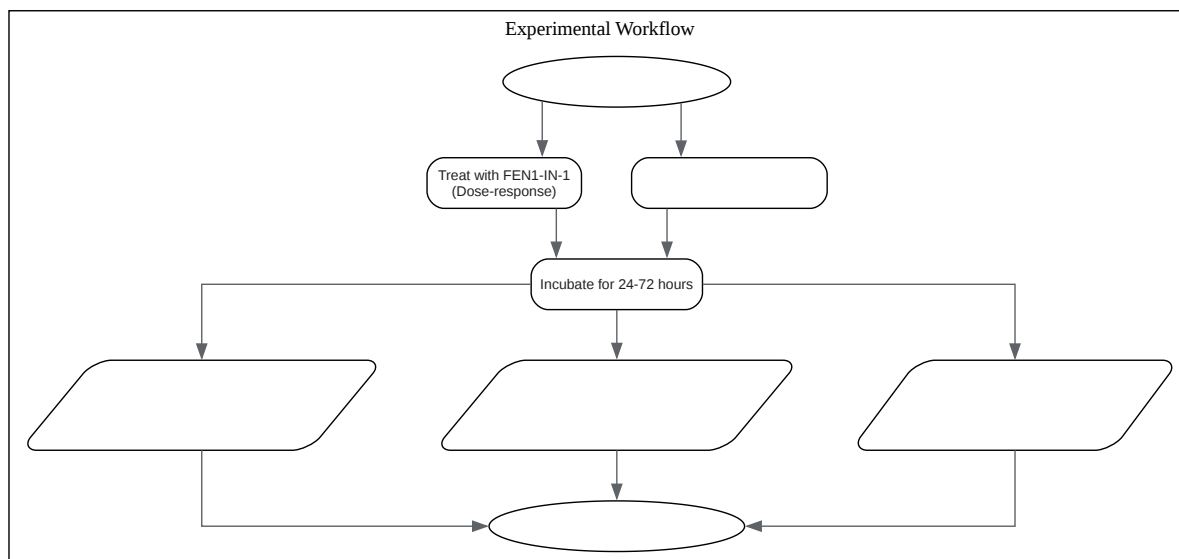 Experimental Workflow
Treat with FEN1-IN-1
(Dose-response)
Incubate for 24-72 hours